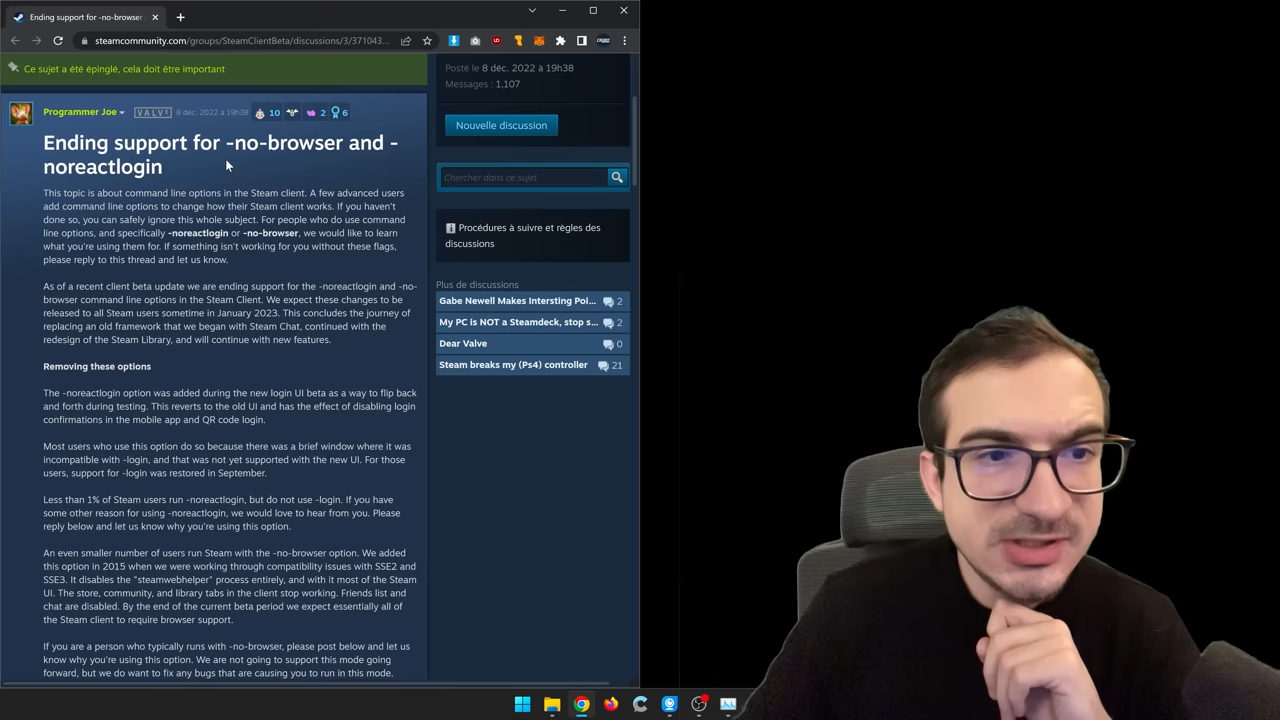 Ending support for -no-browser
steamcommunity.com/groups/SteamClientBeta/discussions/3/371043...
Ce sujet a été épinglé, cela doit être important
Programmer Joe VALVE 8 déc. 2022 à 19h38 10 2 6
Ending support for -no-browser and -
noreactlogin
This topic is about command line options in the Steam client. A few advanced users
add command line options to change how their Steam client works. If you haven't
done so, you can safely ignore this whole subject. For people who do use command
line options, and specifically -noreactlogin or -no-browser, we would like to learn
what you're using them for. If something isn't working for you without these flags,
please reply to this thread and let us know.
As of a recent client beta update we are ending support for the -noreactlogin and -no-
browser command line options in the Steam Client. We expect these changes to be
released to all Steam users sometime in January 2023. This concludes the journey of
replacing an old framework that we began with Steam Chat, continued with the
redesign of the Steam Library, and will continue with new features.
Removing these options
The -noreactlogin option was added during the new login UI beta as a way to flip back
and forth during testing. This reverts to the old UI and has the effect of disabling login
confirmations in the mobile app and QR code login.
Most users who use this option do so because there was a brief window where it was
incompatible with -login, and that was not yet supported with the new UI. For those
users, support for -login was restored in September.
Less than 1% of Steam users run -noreactlogin, but do not use -login. If you have
some other reason for using -noreactlogin, we would love to hear from you. Please
reply below and let us know why you're using this option.
An even smaller number of users run Steam with the -no-browser option. We added
this option in 2015 when we were working through compatibility issues with SSE2 and
SSE3. It disables the "steamwebhelper" process entirely, and with it most of the Steam
UI. The store, community, and library tabs in the client stop working. Friends list and
chat are disabled. By the end of the current beta period we expect essentially all of
the Steam client to require browser support.
If you are a person who typically runs with -no-browser, please post below and let us
know why you're using this option. We are not going to support this mode going
forward, but we do want to fix any bugs that are causing you to run in this mode.
Posté le 8 déc. 2022 à 19h38
Messages : 1,107
Nouvelle discussion
Chercher dans ce sujet
Procédures à suivre et règles des
discussions
Plus de discussions
Gabe Newell Makes Intersting Poi... 2
My PC is NOT a Steamdeck, stop s... 2
Dear Valve 0
Steam breaks my (Ps4) controller 21